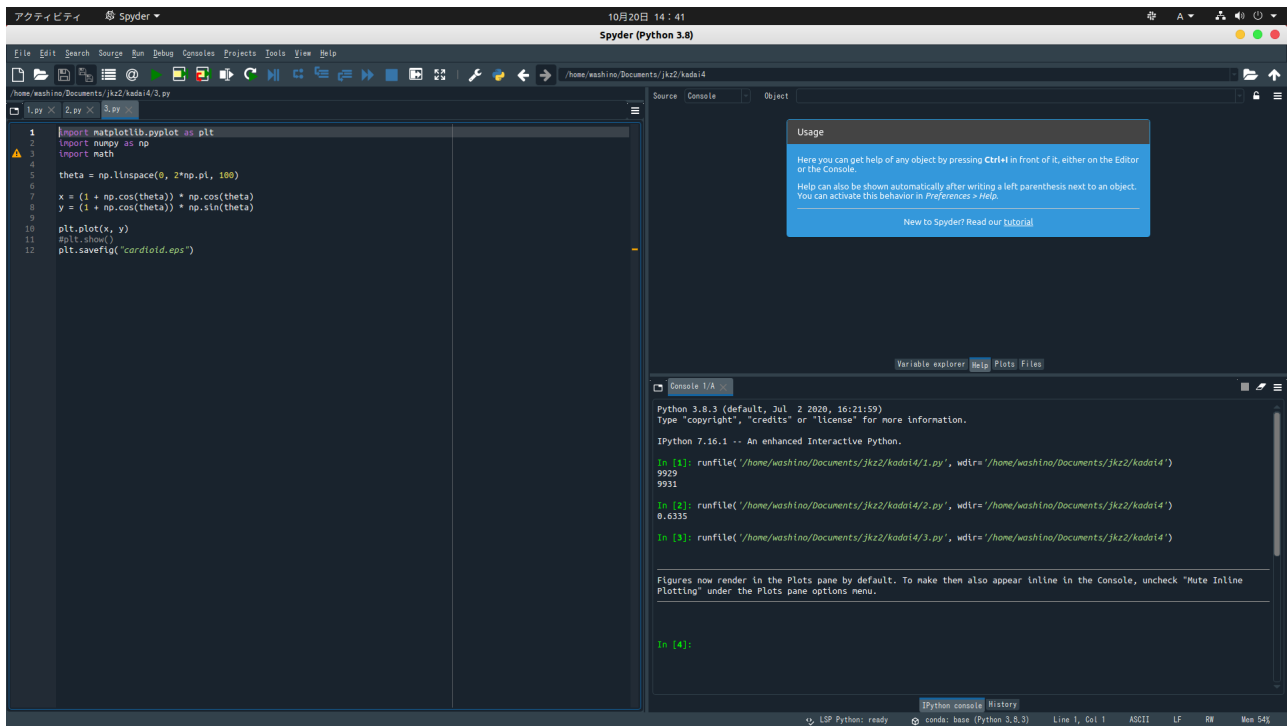 アクティビティ Spyder 10月20日 14：41 A
Spyder (Python 3.8)
File Edit Search Source Run Debug Consoles Projects Tools View Help
/home/washino/Documents/jkz2/kadai4
/home/washino/Documents/jkz2/kadai4/3.py
1.py 2.py 3.py
1 import matplotlib.pyplot as plt
2 import numpy as np
3 import math
4
5 theta = np.linspace(0, 2*np.pi, 100)
6
7 x = (1 + np.cos(theta)) * np.cos(theta)
8 y = (1 + np.cos(theta)) * np.sin(theta)
9
10 plt.plot(x, y)
11 #plt.show()
12 plt.savefig("cardioid.eps")
Source Console Object
Usage
Here you can get help of any object by pressing Ctrl+I in front of it, either on the Editor
or the Console.
Help can also be shown automatically after writing a left parenthesis next to an object.
You can activate this behavior in Preferences > Help.
New to Spyder? Read our tutorial
Variable explorer Help Plots Files
Console 1/A
Python 3.8.3 (default, Jul 2 2020, 16:21:59)
Type "copyright", "credits" or "license" for more information.
IPython 7.16.1 -- An enhanced Interactive Python.
In [1]: runfile('/home/washino/Documents/jkz2/kadai4/1.py', wdir='/home/washino/Documents/jkz2/kadai4')
9929
9931
In [2]: runfile('/home/washino/Documents/jkz2/kadai4/2.py', wdir='/home/washino/Documents/jkz2/kadai4')
0.6335
In [3]: runfile('/home/washino/Documents/jkz2/kadai4/3.py', wdir='/home/washino/Documents/jkz2/kadai4')
Figures now render in the Plots pane by default. To make them also appear inline in the Console, uncheck "Mute Inline
Plotting" under the Plots pane options menu.
In [4]:
IPython console History
LSP Python: ready conda: base (Python 3.8.3) Line 1, Col 1 ASCII LF RW Mem 54%